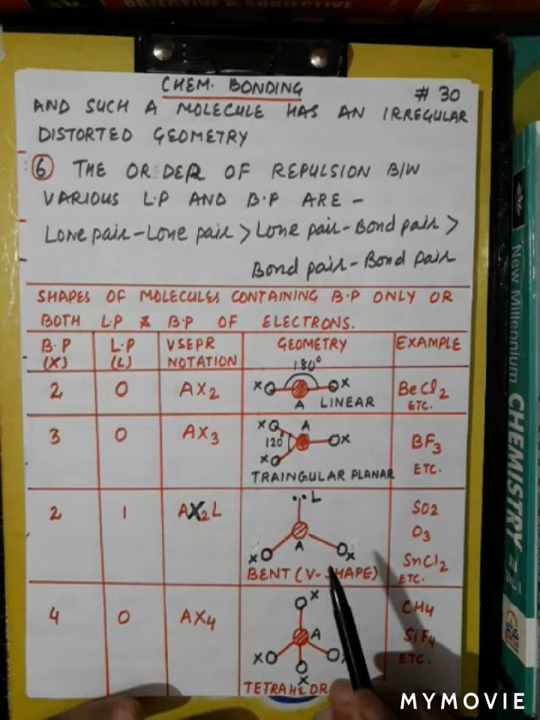 OBJECTIVE & SUBJECTIVE
CHEM. BONDING # 30
AND SUCH A MOLECULE HAS AN IRREGULAR
DISTORTED GEOMETRY
6 THE ORDER OF REPULSION B/W
VARIOUS L.P AND B.P ARE -
Lone pair - Lone pair > Lone pair - Bond pair >
Bond pair - Bond pair
SHAPES OF MOLECULES CONTAINING B.P ONLY OR
BOTH L.P & B.P OF ELECTRONS.
B.P (X) L.P (L) VSEPR NOTATION GEOMETRY EXAMPLE
2 0 AX2 180° X A X LINEAR BeCl2 ETC.
3 0 AX3 X A 120° X X TRAINGULAR PLANAR BF3 ETC.
2 1 AX2L L A X X BENT (V-SHAPE) SO2 O3 SnCl2 ETC.
4 0 AX4 X A X X X TETRAHEDR CH4 SiF4 ETC.
New Millennium
CHEMISTRY
MYMOVIE